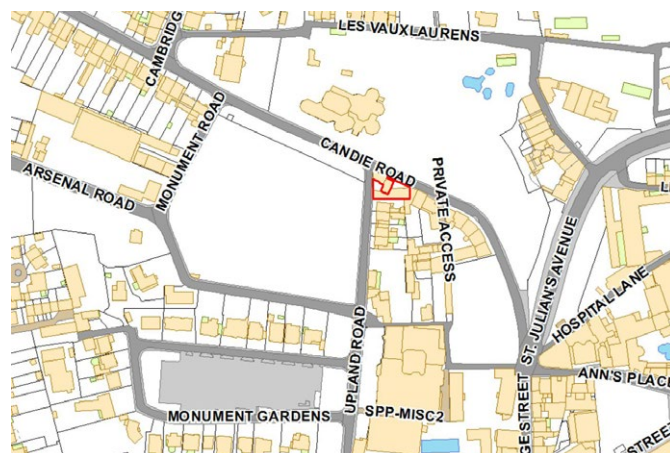 LES VAUXLAURENS
CAMBRIDG
MONUMENT ROAD
CANDIE ROAD
ARSENAL ROAD
PRIVATE ACCESS
L
ST. JULIAN'S AVENUE
HOSPITAL LANE
UPLAND ROAD
ANN'S PLACE
MONUMENT GARDENS
SPP-MISC2
GE STREET
STREET